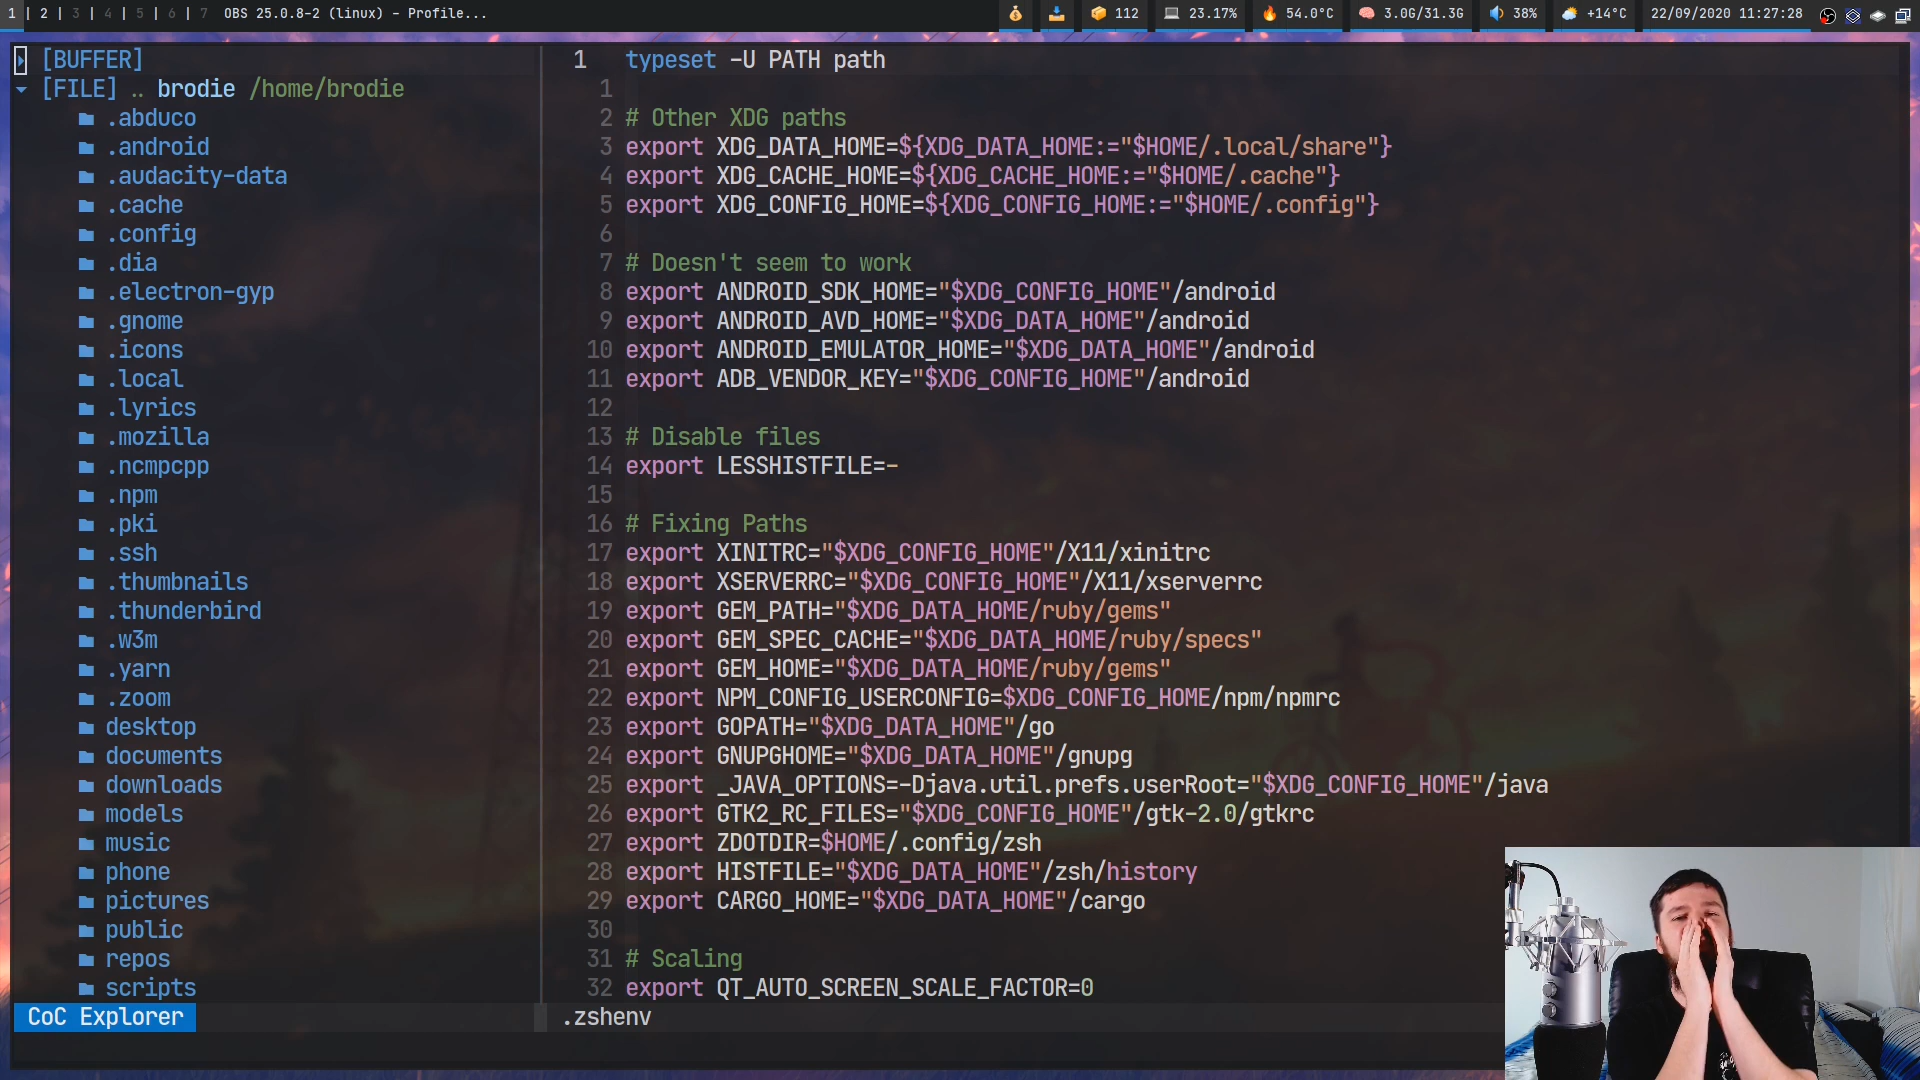 1 | 2 | 3 | 4 | 5 | 6 | 7 OBS 25.0.8-2 (linux) - Profile... 112 23.17% 54.0°C 3.0G/31.3G 38% +14°C 22/09/2020 11:27:28
[BUFFER]
[FILE] .. brodie /home/brodie
.abduco
.android
.audacity-data
.cache
.config
.dia
.electron-gyp
.gnome
.icons
.local
.lyrics
.mozilla
.ncmpcpp
.npm
.pki
.ssh
.thumbnails
.thunderbird
.w3m
.yarn
.zoom
desktop
documents
downloads
models
music
phone
pictures
public
repos
scripts
CoC Explorer
1 typeset -U PATH path
1
2 # Other XDG paths
3 export XDG_DATA_HOME=${XDG_DATA_HOME:="$HOME/.local/share"}
4 export XDG_CACHE_HOME=${XDG_CACHE_HOME:="$HOME/.cache"}
5 export XDG_CONFIG_HOME=${XDG_CONFIG_HOME:="$HOME/.config"}
6
7 # Doesn't seem to work
8 export ANDROID_SDK_HOME="$XDG_CONFIG_HOME"/android
9 export ANDROID_AVD_HOME="$XDG_DATA_HOME"/android
10 export ANDROID_EMULATOR_HOME="$XDG_DATA_HOME"/android
11 export ADB_VENDOR_KEY="$XDG_CONFIG_HOME"/android
12
13 # Disable files
14 export LESSHISTFILE=-
15
16 # Fixing Paths
17 export XINITRC="$XDG_CONFIG_HOME"/X11/xinitrc
18 export XSERVERRC="$XDG_CONFIG_HOME"/X11/xserverrc
19 export GEM_PATH="$XDG_DATA_HOME/ruby/gems"
20 export GEM_SPEC_CACHE="$XDG_DATA_HOME/ruby/specs"
21 export GEM_HOME="$XDG_DATA_HOME/ruby/gems"
22 export NPM_CONFIG_USERCONFIG=$XDG_CONFIG_HOME/npm/npmrc
23 export GOPATH="$XDG_DATA_HOME"/go
24 export GNUPGHOME="$XDG_DATA_HOME"/gnupg
25 export _JAVA_OPTIONS=-Djava.util.prefs.userRoot="$XDG_CONFIG_HOME"/java
26 export GTK2_RC_FILES="$XDG_CONFIG_HOME"/gtk-2.0/gtkrc
27 export ZDOTDIR=$HOME/.config/zsh
28 export HISTFILE="$XDG_DATA_HOME"/zsh/history
29 export CARGO_HOME="$XDG_DATA_HOME"/cargo
30
31 # Scaling
32 export QT_AUTO_SCREEN_SCALE_FACTOR=0
.zshenv